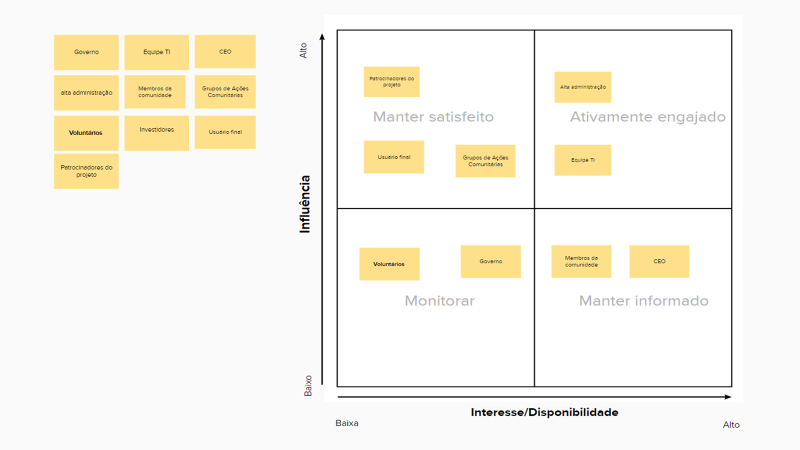 Governo
Equipe TI
CEO
alta administração
Membros da
comunidade
Grupos de Ações
Comunitárias
Voluntários
Investidores
Usuário final
Patrocinadores do
projeto
Alto
Influência
Baixo
Patrocinadores do
projeto
Manter satisfeito
Usuário final
Grupos de Ações
Comunitárias
Alta administração
Ativamente engajado
Equipe TI
Voluntários
Governo
Monitorar
Membros da
comunidade
CEO
Manter informado
Interesse/Disponibilidade
Baixa
Alto